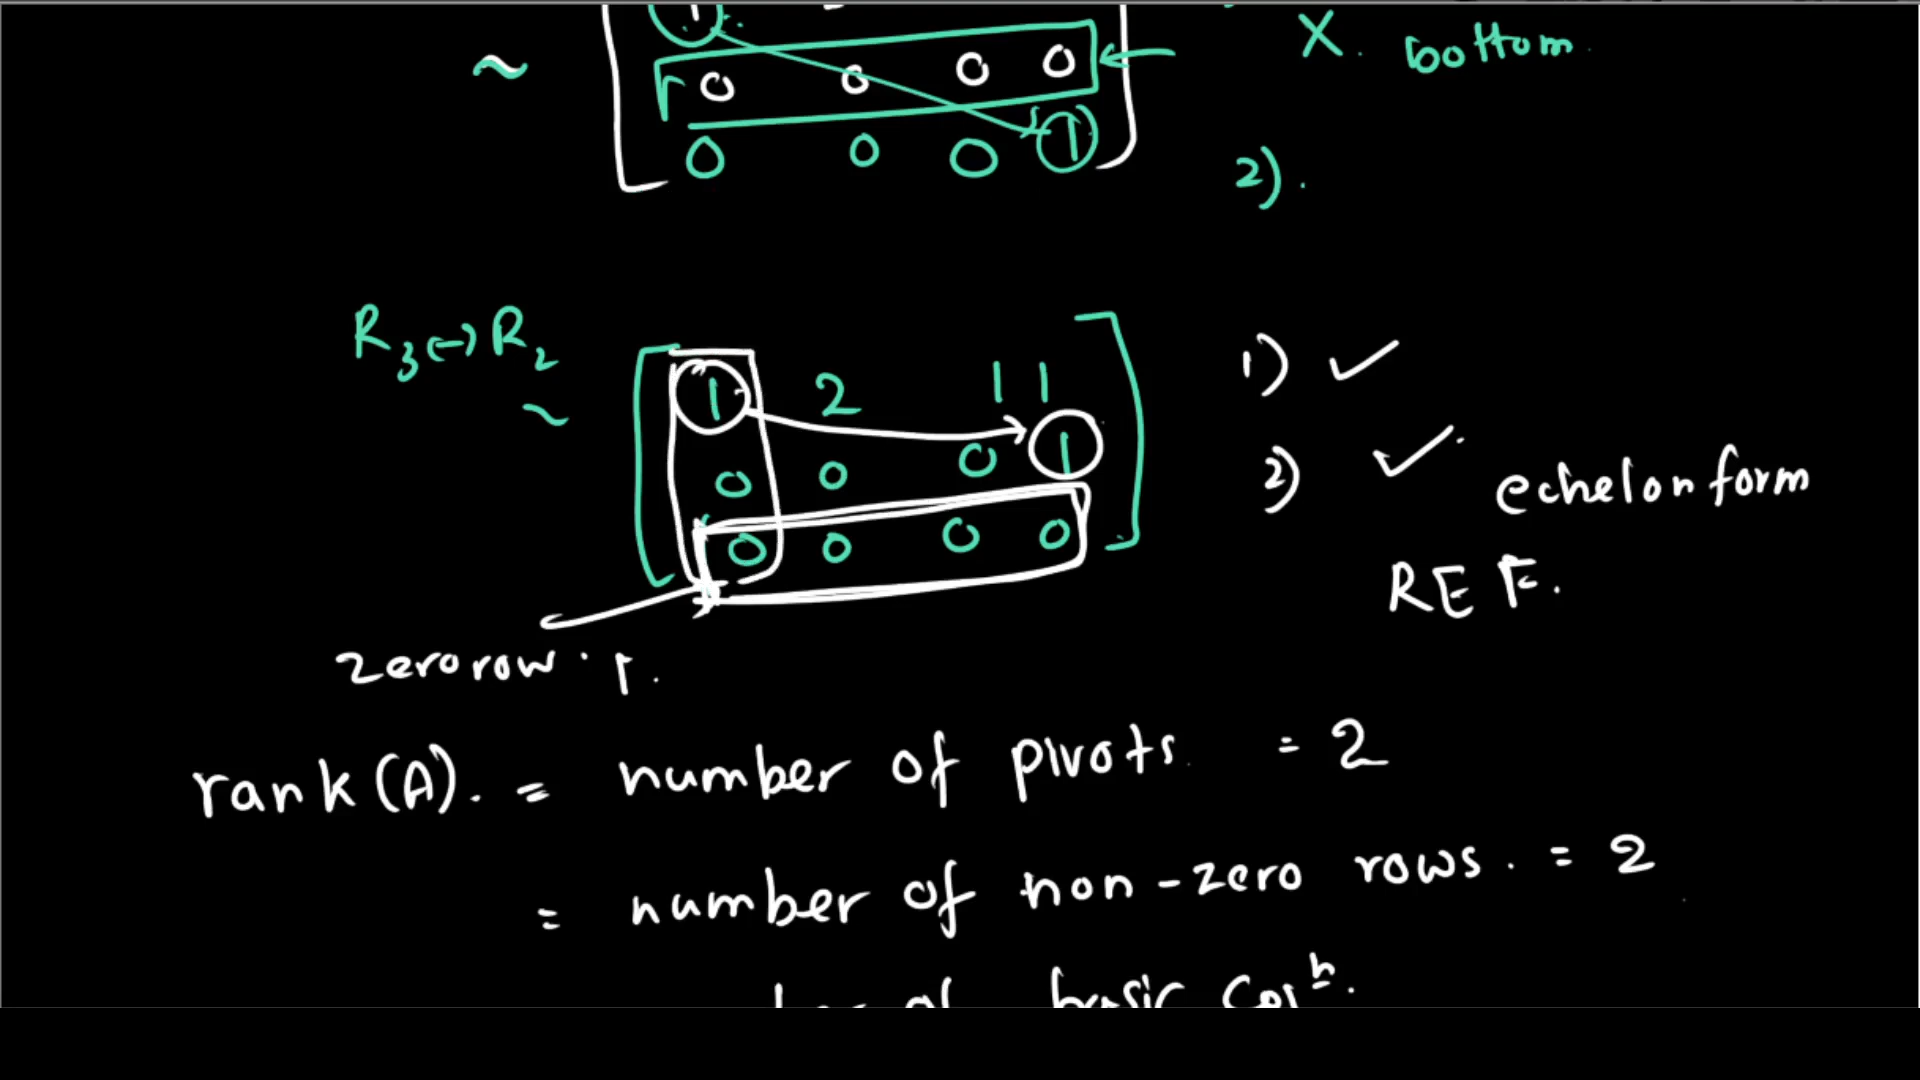 ~ 0 0 0 0 X. bottom
0 0 0 1 2).
R3 ↔ R2
~
1 2 1 1 1) ✓
0 0 0 1 2) ✓ echelon form
0 0 0 0 REF.
zero row.
rank (A). = number of pivots = 2
= number of non-zero rows. = 2
of basic